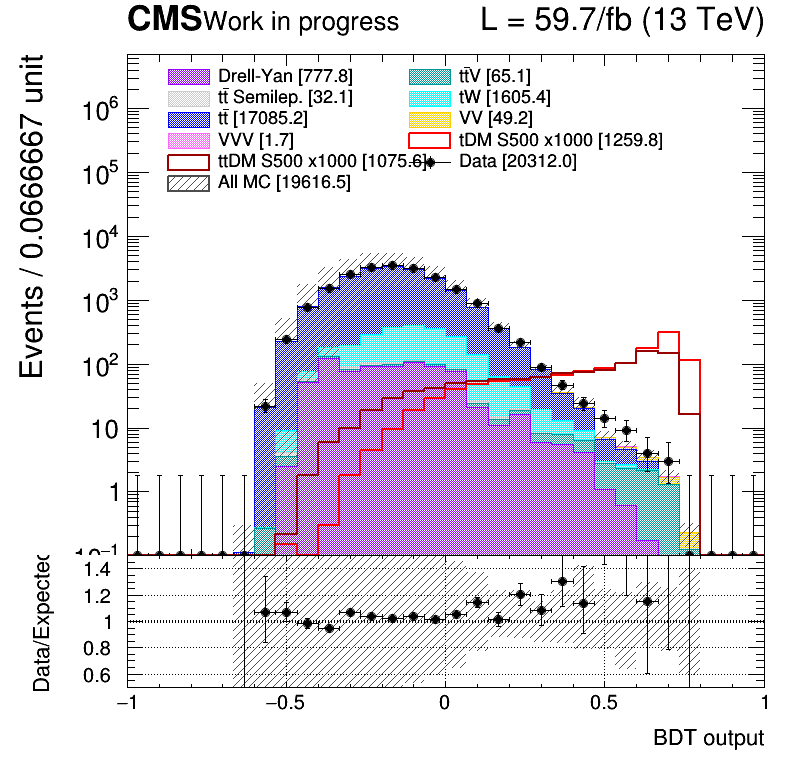 CMS Work in progress L = 59.7/fb (13 TeV)
Events / 0.0666667 unit
Drell-Yan [777.8]
tt̄V [65.1]
tt̄ Semilep. [32.1]
tW [1605.4]
tt̄ [17085.2]
VV [49.2]
VVV [1.7]
tDM S500 x1000 [1259.8]
ttDM S500 x1000 [1075.6]
Data [20312.0]
All MC [19616.5]
10⁶
10⁵
10⁴
10³
10²
10
1
10⁻¹
Data/Expected
1.4
1.2
1
0.8
0.6
−1 −0.5 0 0.5 1
BDT output